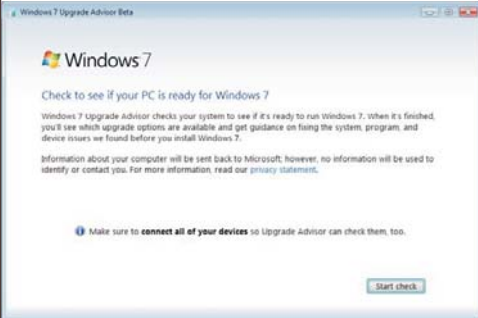 Windows 7 Upgrade Advisor Beta
Windows 7
Check to see if your PC is ready for Windows 7
Windows 7 Upgrade Advisor checks your system to see if it's ready to run Windows 7. When it's finished,
you'll see which upgrade options are available and get guidance on fixing the system, program, and
device issues we found before you install Windows 7.
Information about your computer will be sent back to Microsoft; however, no information will be used to
identify or contact you. For more information, read our privacy statement.
Make sure to connect all of your devices so Upgrade Advisor can check them, too.
Start check